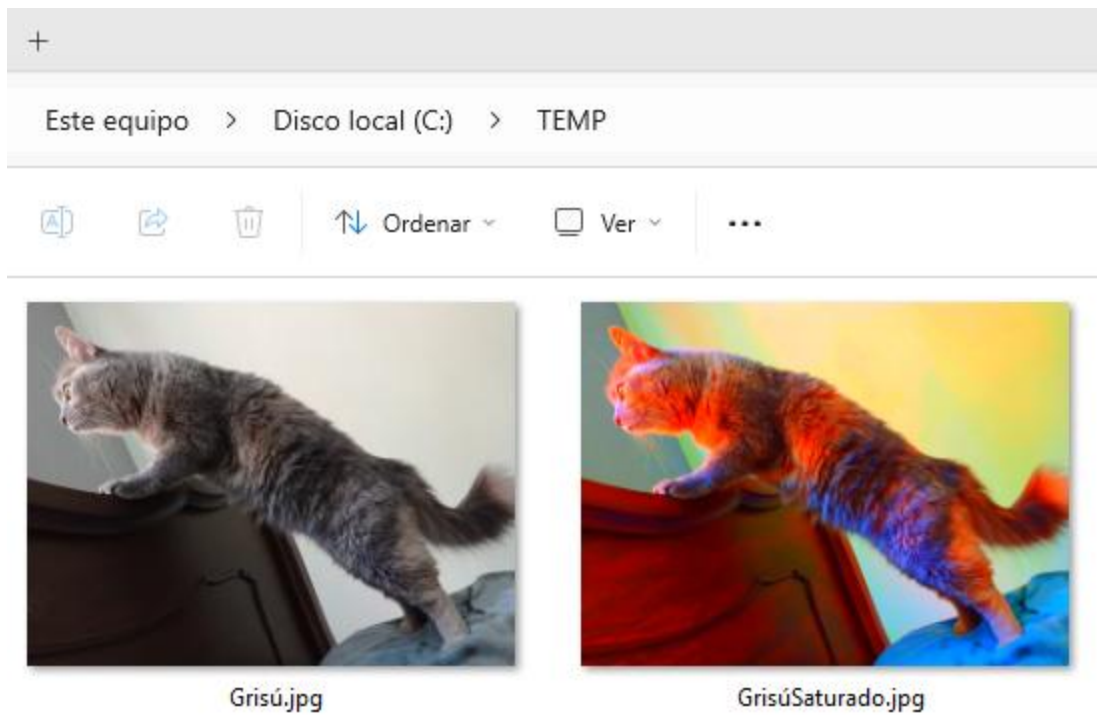 Este equipo > Disco local (C:) > TEMP
A Ordenar Ver ...
Grisú.jpg GrisúSaturado.jpg